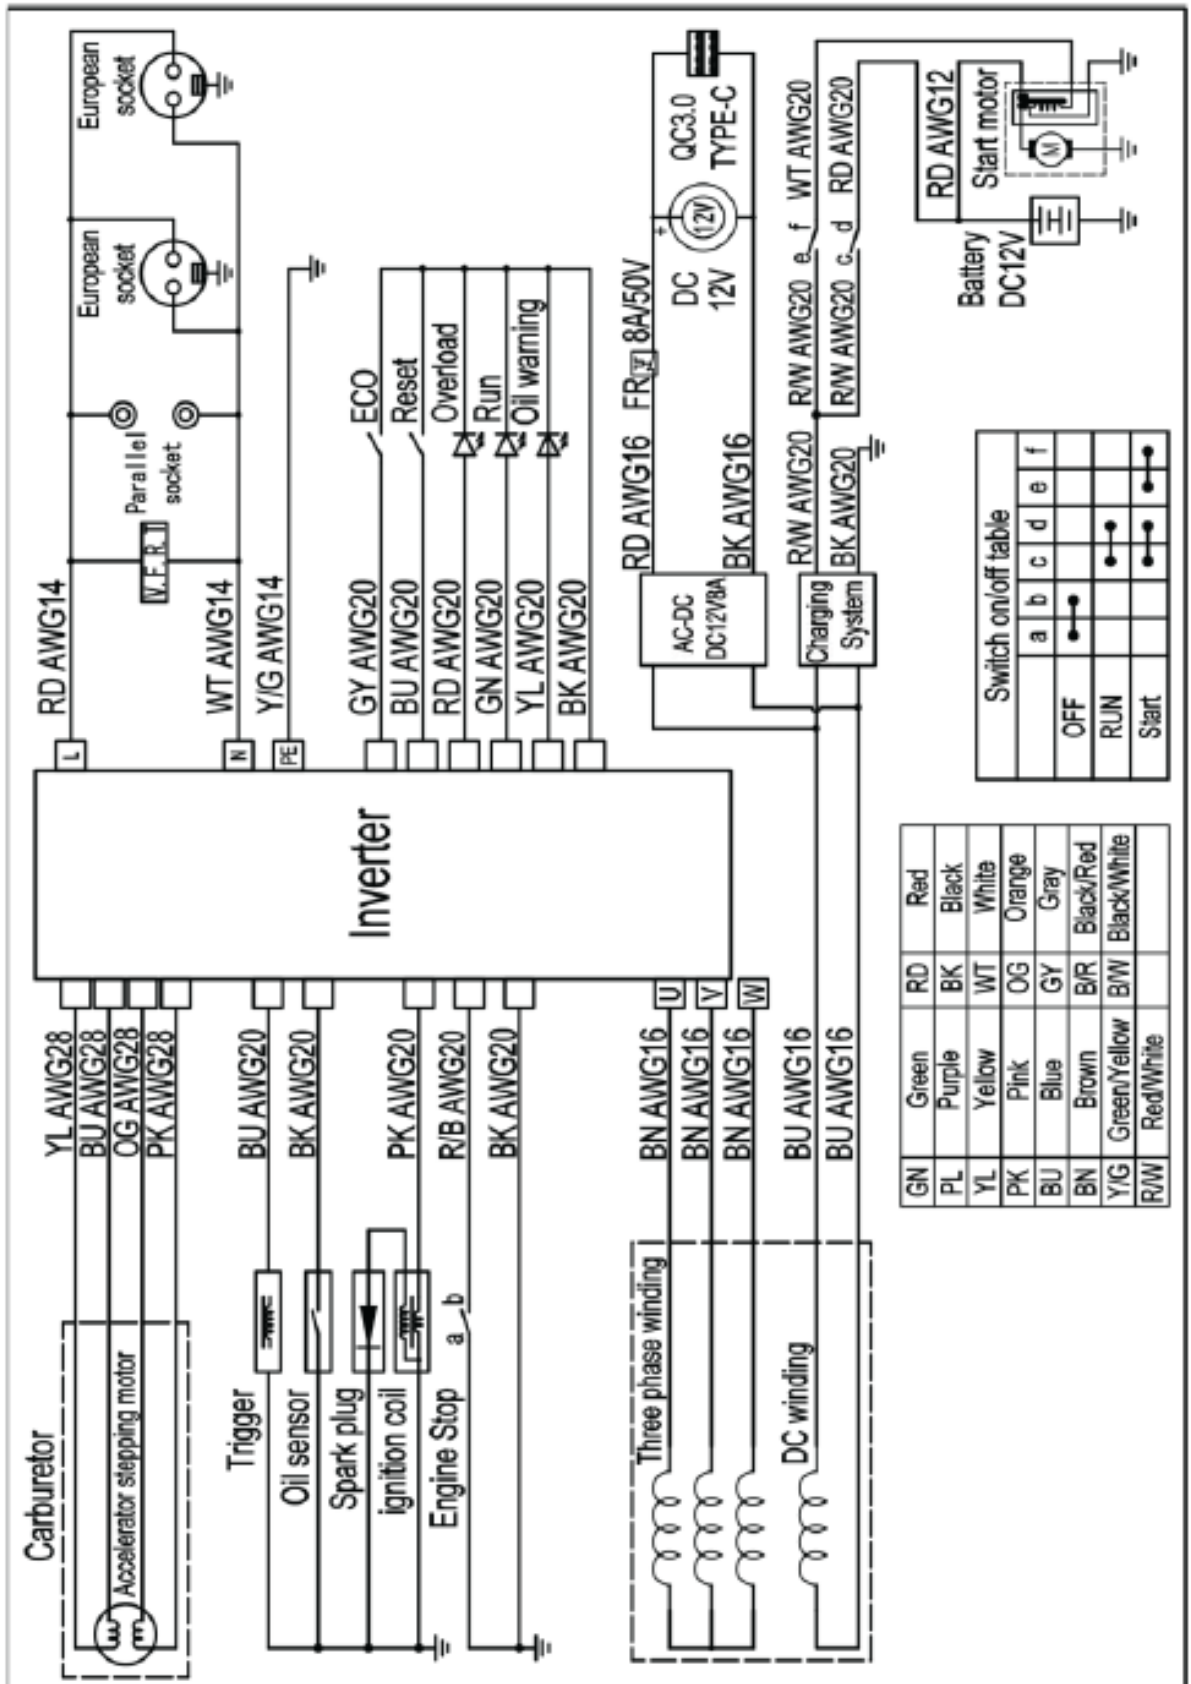 Carburetor
Accelerator stepping motor
YL AWG28
BU AWG28
OG AWG28
PK AWG28
Trigger
BU AWG20
Oil sensor
BK AWG20
Spark plug
ignition coil
PK AWG20
Engine Stop
a b
R/B AWG20
BK AWG20
Three phase winding
BN AWG16
BN AWG16
BN AWG16
DC winding
BU AWG16
BU AWG16
U
V
W
Inverter
L
N
PE
RD AWG14
WT AWG14
Y/G AWG14
V.F.R.T
Parallel
socket
European
socket
European
socket
GY AWG20
BU AWG20
RD AWG20
GN AWG20
YL AWG20
BK AWG20
ECO
Reset
Overload
Run
Oil warning
AC-DC
DC12V8A
RD AWG16
FR
8A/50V
BK AWG16
+
12V
DC
12V
QC3.0
TYPE-C
Charging
System
R/W AWG20
BK AWG20
R/W AWG20
R/W AWG20
e f
c d
WT AWG20
RD AWG20
RD AWG12
Start motor
M
Battery
DC12V
GN Green RD Red
PL Purple BK Black
YL Yellow WT White
PK Pink OG Orange
BU Blue GY Gray
BN Brown B/R Black/Red
Y/G Green/Yellow B/W Black/White
R/W Red/White
Switch on/off table
a b c d e f
OFF
RUN
Start